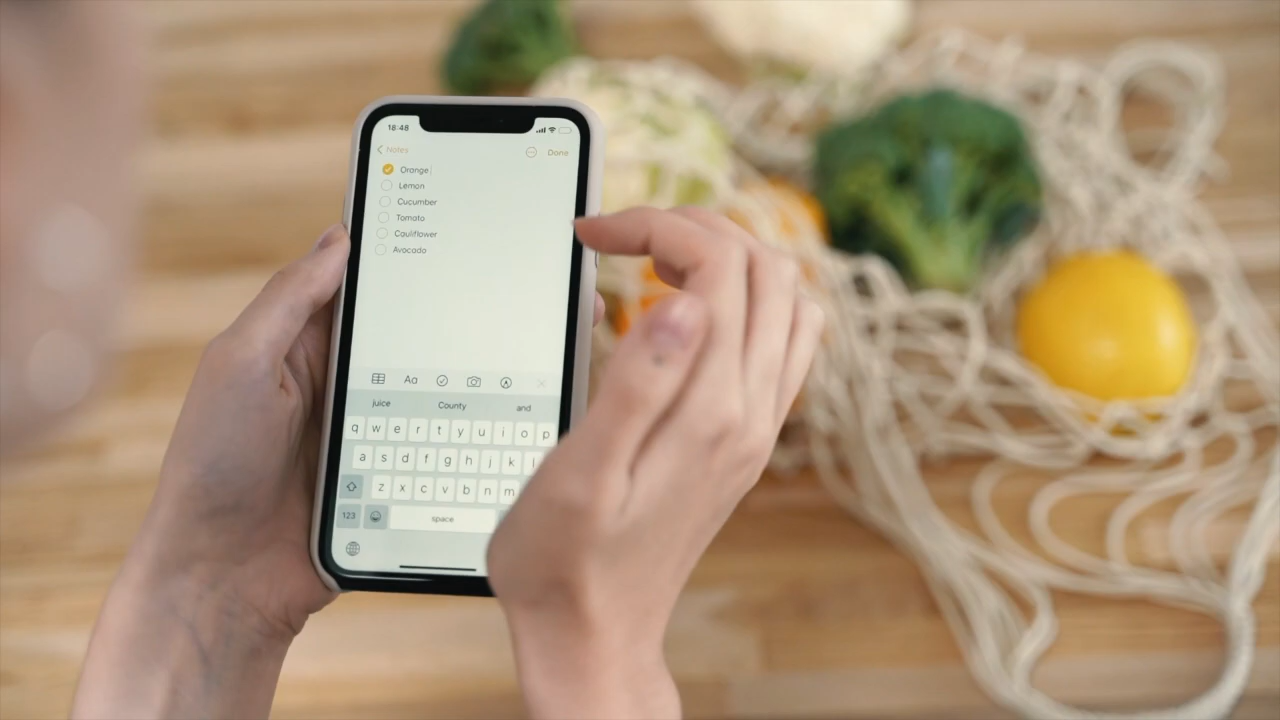 18:48
Notes
Done
Orange
Lemon
Cucumber
Tomato
Cauliflower
Avocado
Aa
juice County and
q w e r t y u i o p
a s d f g h j k l
z x c v b n m
123 space